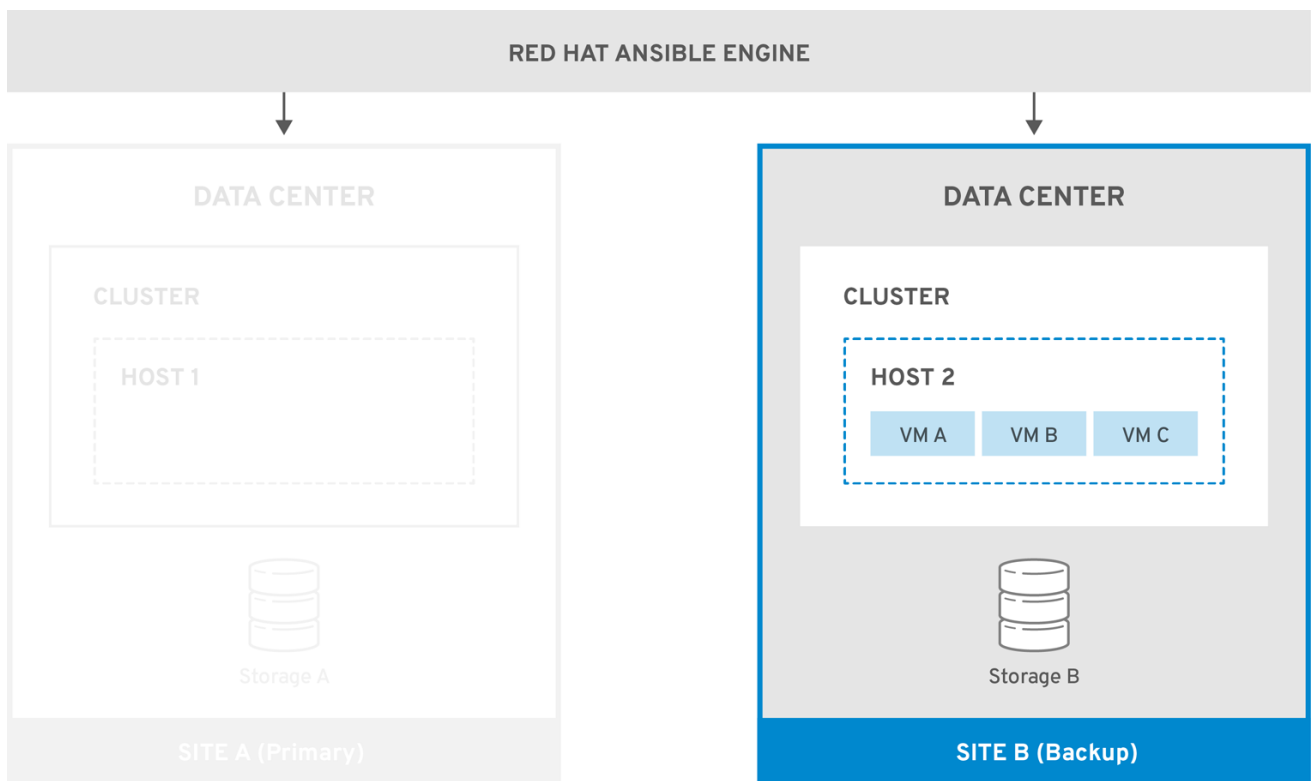 RED HAT ANSIBLE ENGINE
DATA CENTER
CLUSTER
HOST 1
Storage A
SITE A (Primary)
DATA CENTER
CLUSTER
HOST 2
VM A
VM B
VM C
Storage B
SITE B (Backup)